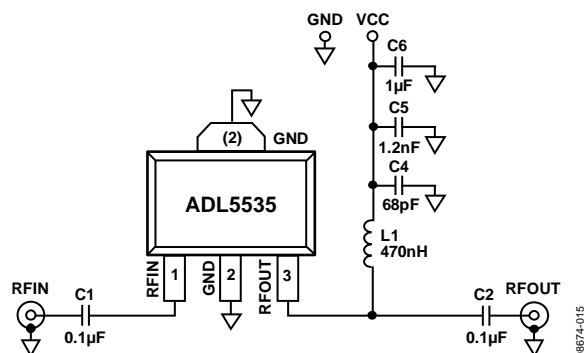 GND VCC
C6
1µF
C5
1.2nF
(2) GND
C4
68pF
ADL5535
L1
470nH
RFIN 1 GND 2 RFOUT 3
RFIN C1 C2 RFOUT
0.1µF 0.1µF
08674-015